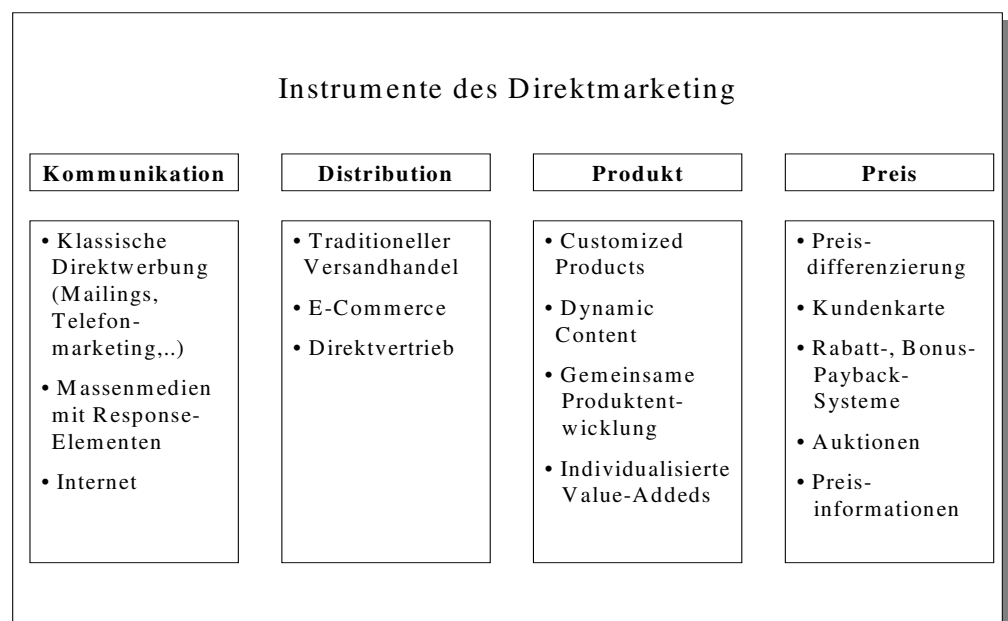 Instrumente des Direktmarketing
Kommunikation
• Klassische
Direktwerbung
(Mailings,
Telefon-
marketing,..)
• Massenmedien
mit Response-
Elementen
• Internet
Distribution
• Traditioneller
Versandhandel
• E-Commerce
• Direktvertrieb
Produkt
• Customized
Products
• Dynamic
Content
• Gemeinsame
Produktent-
wicklung
• Individualisierte
Value-Addeds
Preis
• Preis-
differenzierung
• Kundenkarte
• Rabatt-, Bonus-
Payback-
Systeme
• Auktionen
• Preis-
informationen